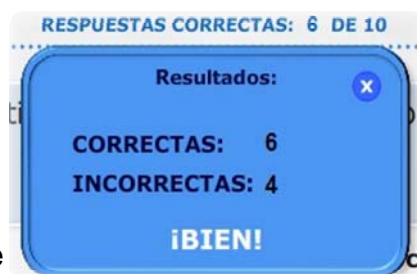 RESPUESTAS CORRECTAS: 6 DE 10
Resultados:
X
CORRECTAS: 6
INCORRECTAS: 4
¡BIEN!